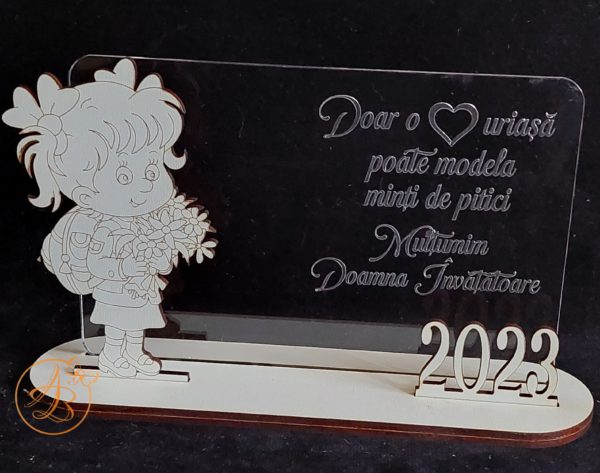 Doar o uriașă
poate modela
minți de pitici
Mulțumim
Doamna Învățătoare
2023